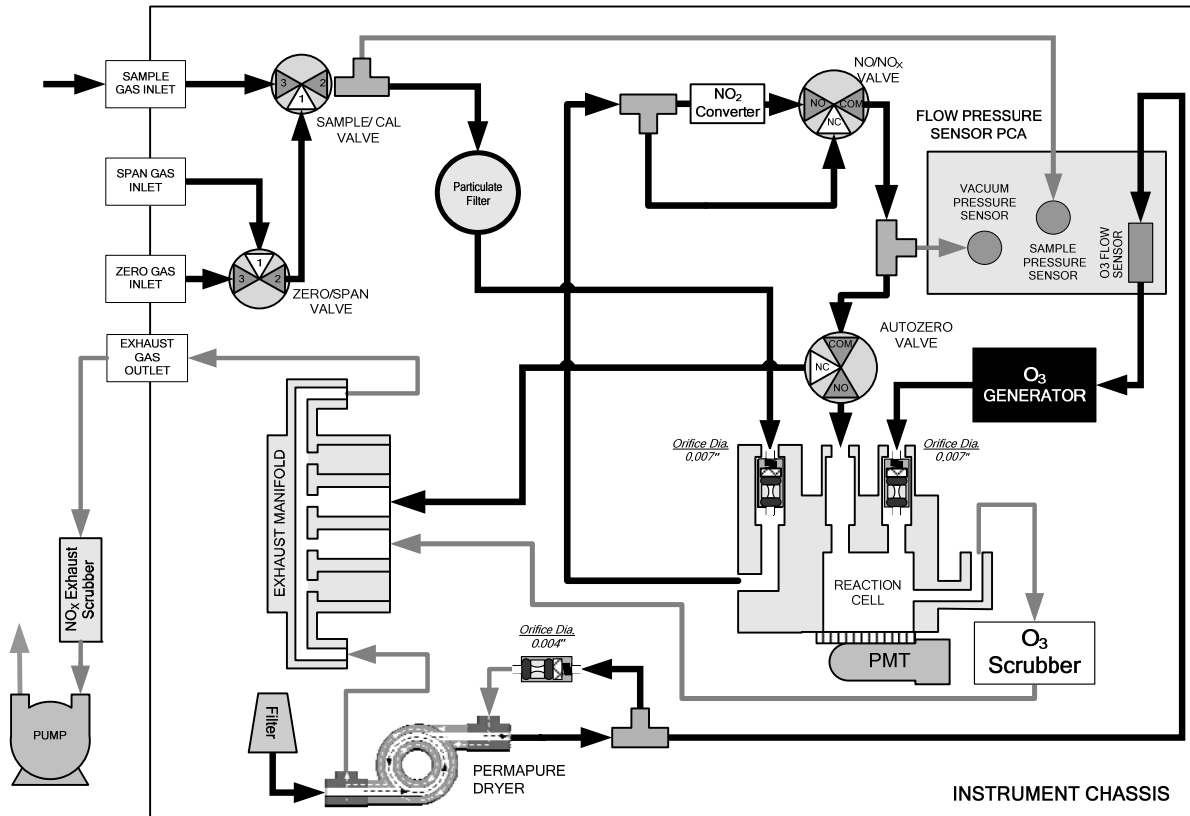 SAMPLE
GAS INLET
3
2
1
SAMPLE/ CAL
VALVE
NO/NOX
VALVE
NO2
Converter
NO
COM
NC
FLOW PRESSURE
SENSOR PCA
SPAN GAS
INLET
Particulate
Filter
VACUUM
PRESSURE
SENSOR
SAMPLE
PRESSURE
SENSOR
O3 FLOW
SENSOR
ZERO GAS
INLET
1
3
2
ZERO/SPAN
VALVE
EXHAUST
GAS
OUTLET
COM
NC
NO
AUTOZERO
VALVE
O3
GENERATOR
Orifice Dia.
0.007"
Orifice Dia.
0.007"
EXHAUST MANIFOLD
NOX Exhaust
Scrubber
REACTION
CELL
PMT
O3
Scrubber
Orifice Dia.
0.004"
Filter
PUMP
PERMAPURE
DRYER
INSTRUMENT CHASSIS